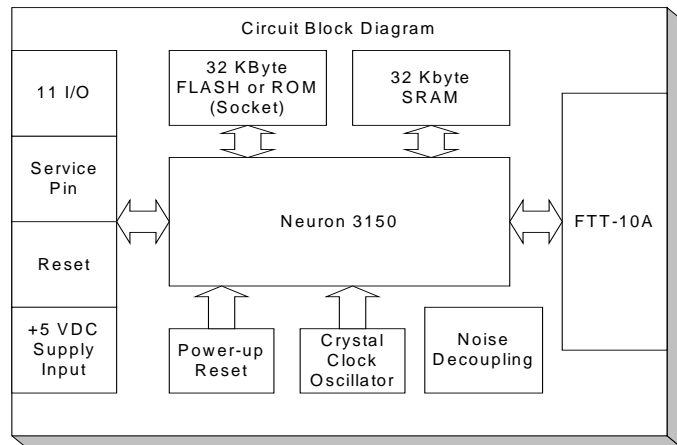 Circuit Block Diagram
11 I/O
Service
Pin
Reset
+5 VDC
Supply
Input
32 KByte
FLASH or ROM
(Socket)
32 Kbyte
SRAM
Neuron 3150
FTT-10A
Power-up
Reset
Crystal
Clock
Oscillator
Noise
Decoupling